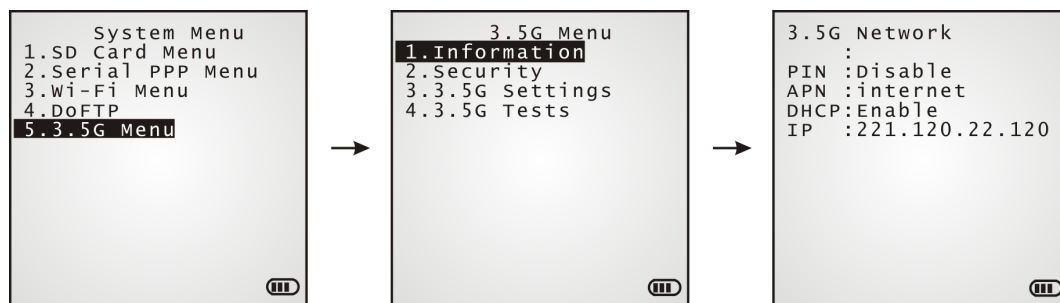 System Menu
1.SD Card Menu
2.Serial PPP Menu
3.Wi-Fi Menu
4.DoFTP
5.3.5G Menu
3.5G Menu
1.Information
2.Security
3.3.5G Settings
4.3.5G Tests
3.5G Network
:
PIN :Disable
APN :internet
DHCP:Enable
IP :221.120.22.120